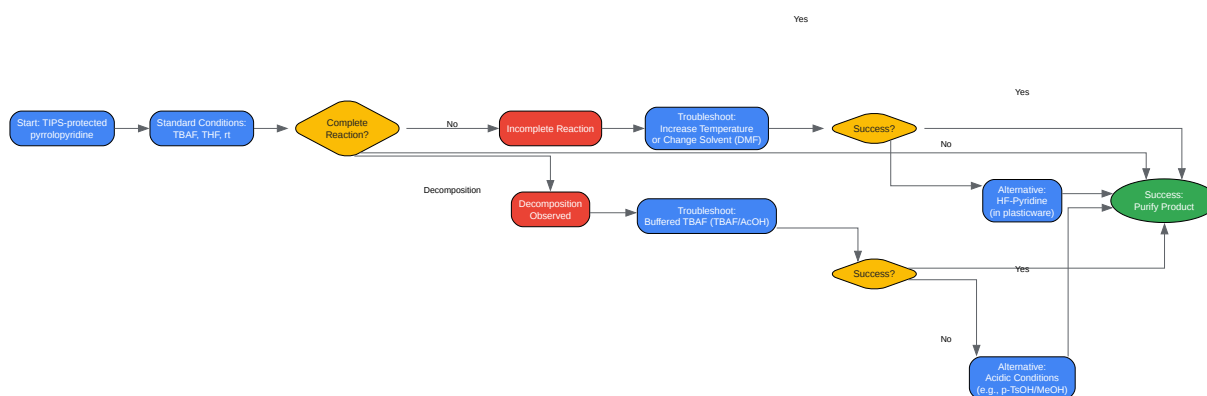 Yes
Yes
Start: TIPS-protected
pyrrolopyridine
Standard Conditions:
TBAF, THF, rt
Complete
Reaction?
No
Incomplete Reaction
Troubleshoot:
Increase Temperature
or Change Solvent (DMF)
Success?
No
Decomposition
Decomposition
Observed
Troubleshoot:
Buffered TBAF (TBAF/AcOH)
Alternative:
HF-Pyridine
(in plasticware)
Success:
Purify Product
Success?
Yes
No
Alternative:
Acidic Conditions
(e.g., p-TsOH/MeOH)